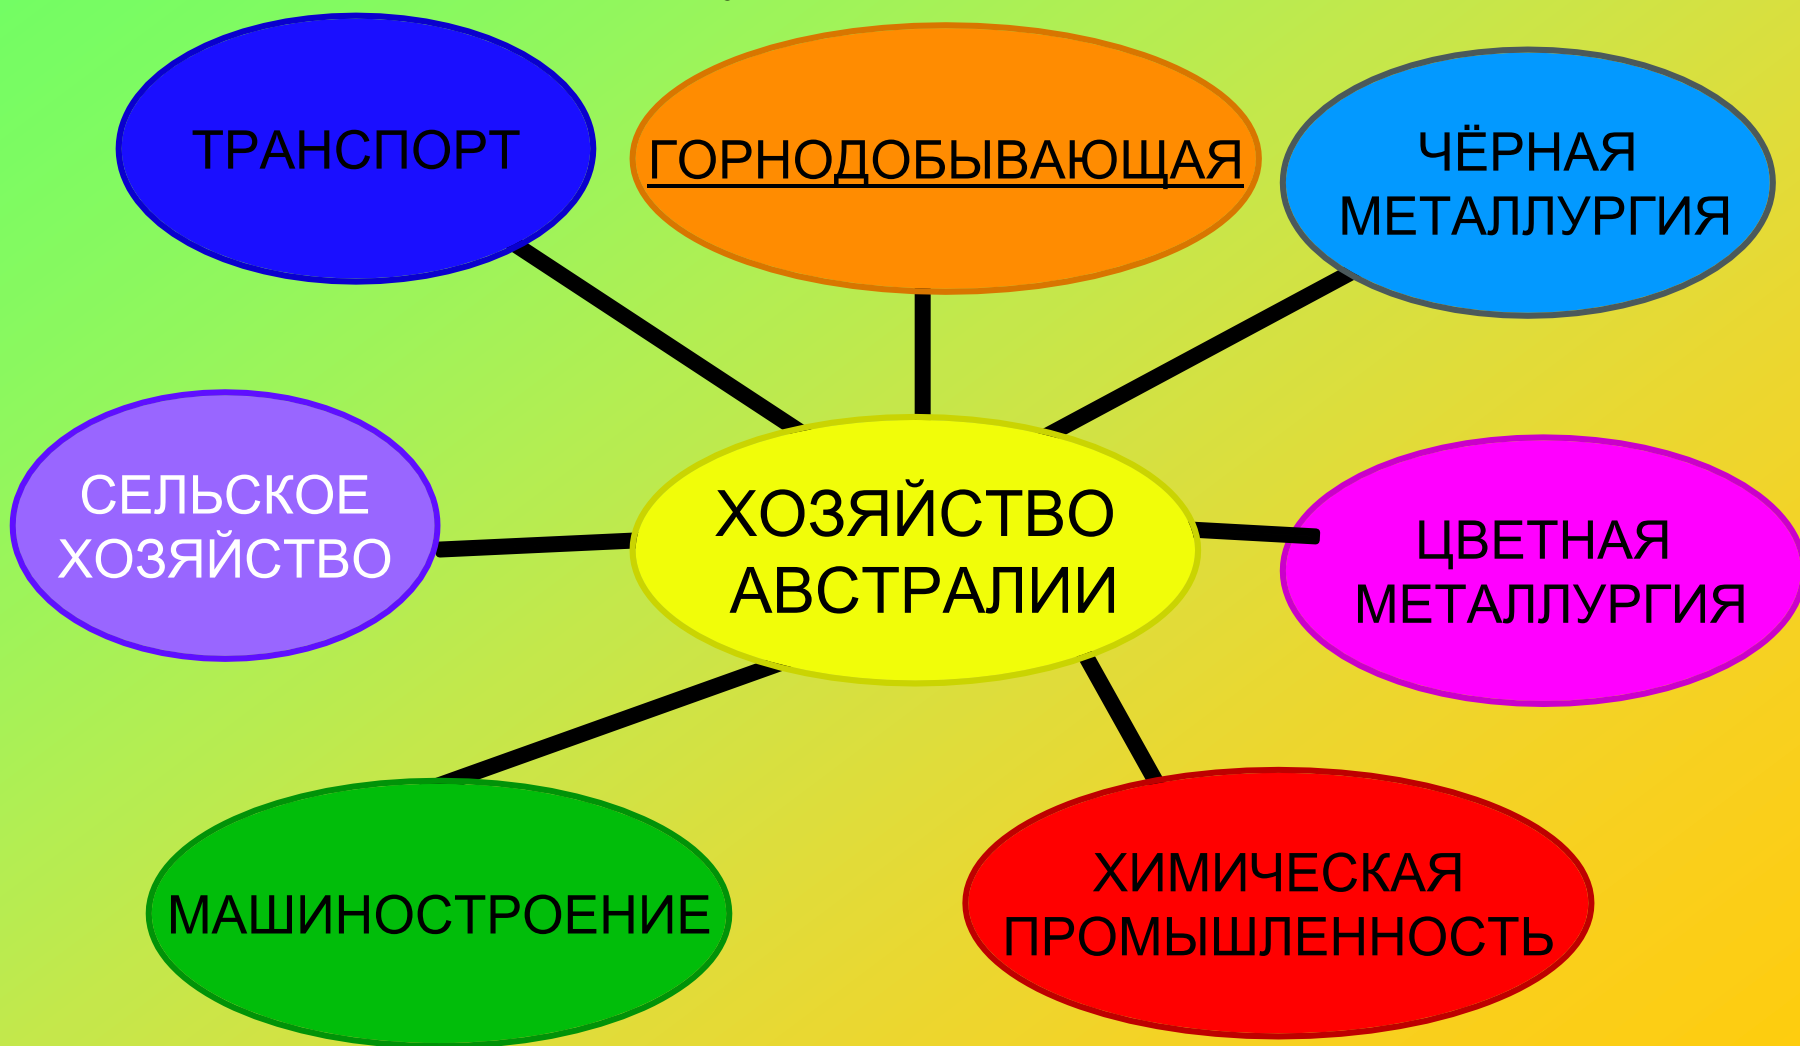 ТРАНСПОРТ
ГОРНОДОБЫВАЮЩАЯ
ЧЁРНАЯ
МЕТАЛЛУРГИЯ
СЕЛЬСКОЕ
ХОЗЯЙСТВО
ХОЗЯЙСТВО
АВСТРАЛИИ
ЦВЕТНАЯ
МЕТАЛЛУРГИЯ
МАШИНОСТРОЕНИЕ
ХИМИЧЕСКАЯ
ПРОМЫШЛЕННОСТЬ